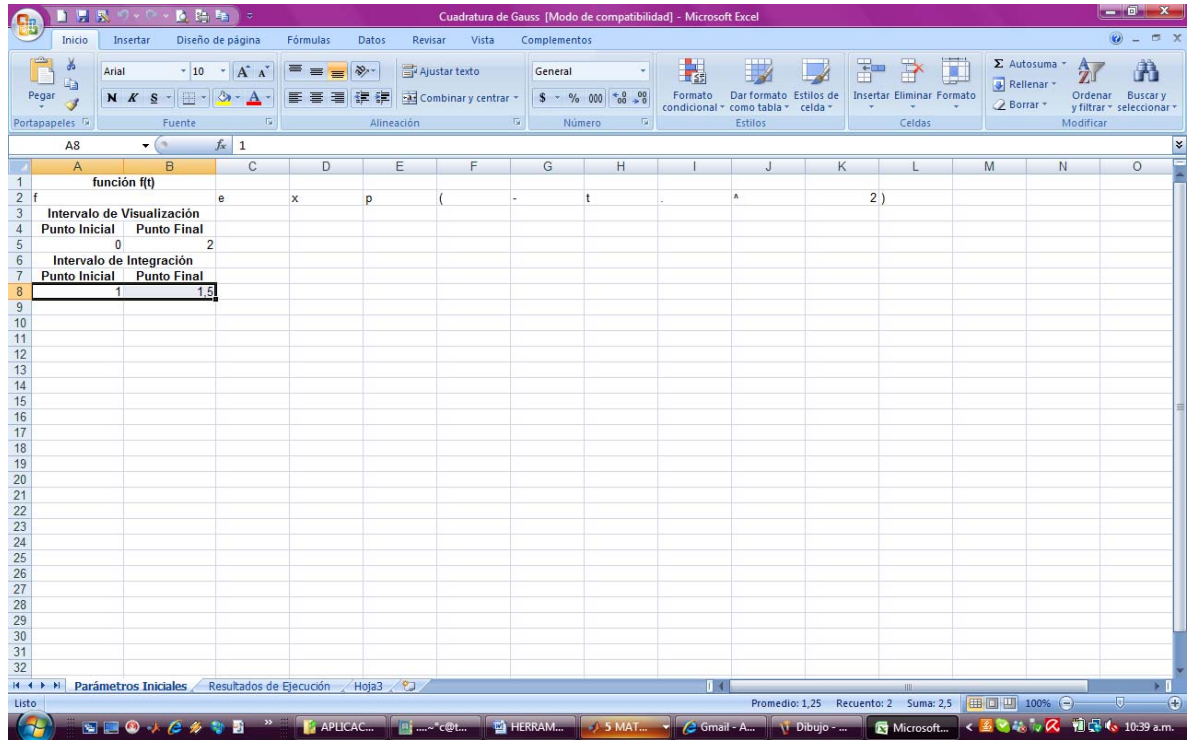 Cuadratura de Gauss [Modo de compatibilidad] - Microsoft Excel
Inicio Insertar Diseño de página Fórmulas Datos Revisar Vista Complementos
Pegar
Portapapeles
Arial 10
N K S
Fuente
Ajustar texto
Combinar y centrar
Alineación
General
$ % 000
Número
Formato condicional
Dar formato como tabla
Estilos de celda
Estilos
Insertar Eliminar Formato
Celdas
Σ Autosuma
Rellenar
Borrar
Ordenar y filtrar
Buscar y seleccionar
Modificar
A8 fx 1
A B C D E F G H I J K L M N O
1 función f(t)
2 f e x p ( - t . ^ 2 )
3 Intervalo de Visualización
4 Punto Inicial Punto Final
5 0 2
6 Intervalo de Integración
7 Punto Inicial Punto Final
8 1 1,5
9
10
11
12
13
14
15
16
17
18
19
20
21
22
23
24
25
26
27
28
29
30
31
32
Parámetros Iniciales Resultados de Ejecución Hoja3
Listo Promedio: 1,25 Recuento: 2 Suma: 2,5 100%
APLICAC... ....~"c@t... HERRAM... 5 MAT... Gmail - A... Dibujo - ... Microsoft... 10:39 a.m.